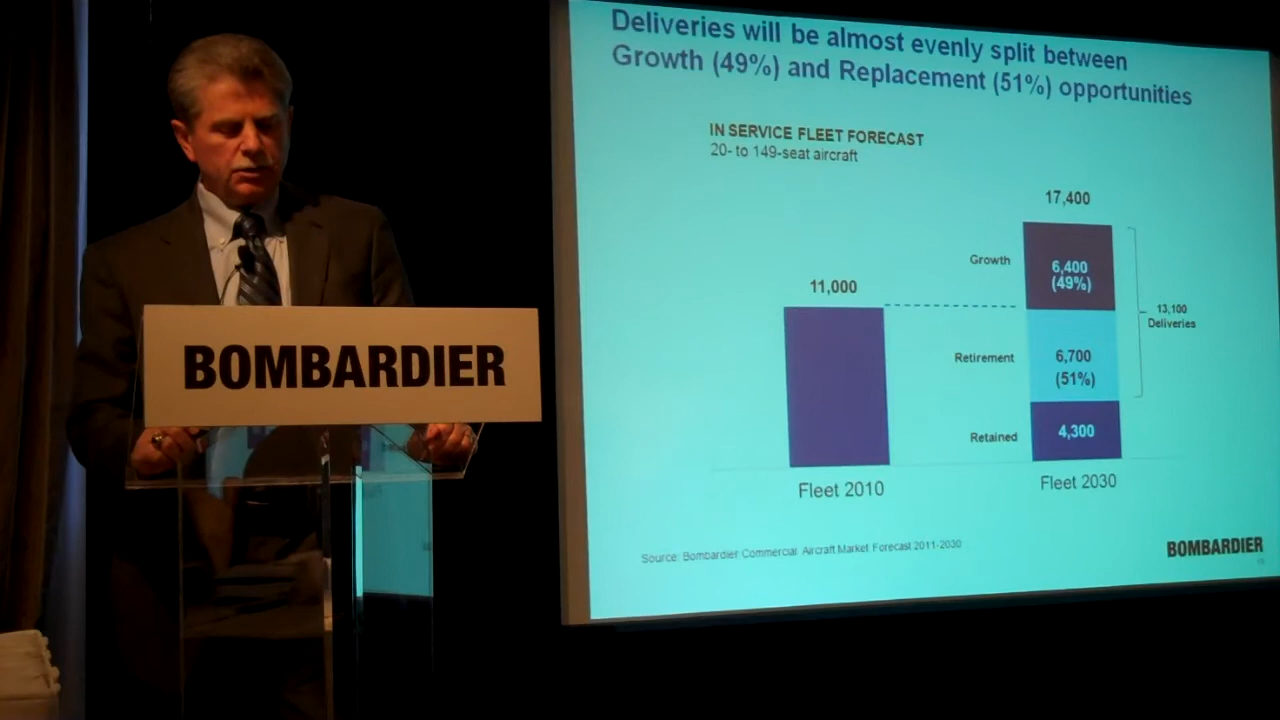 Deliveries will be almost evenly split between
Growth (49%) and Replacement (51%) opportunities
IN SERVICE FLEET FORECAST
20- to 149-seat aircraft
17,400
Growth
6,400
(49%)
11,000
13,100
Deliveries
Retirement
6,700
(51%)
Retained
4,300
Fleet 2010
Fleet 2030
Source: Bombardier Commercial Aircraft Market Forecast 2011-2030
BOMBARDIER
BOMBARDIER